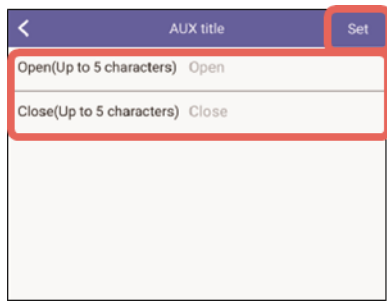 AUX title Set
Open(Up to 5 characters) Open
Close(Up to 5 characters) Close